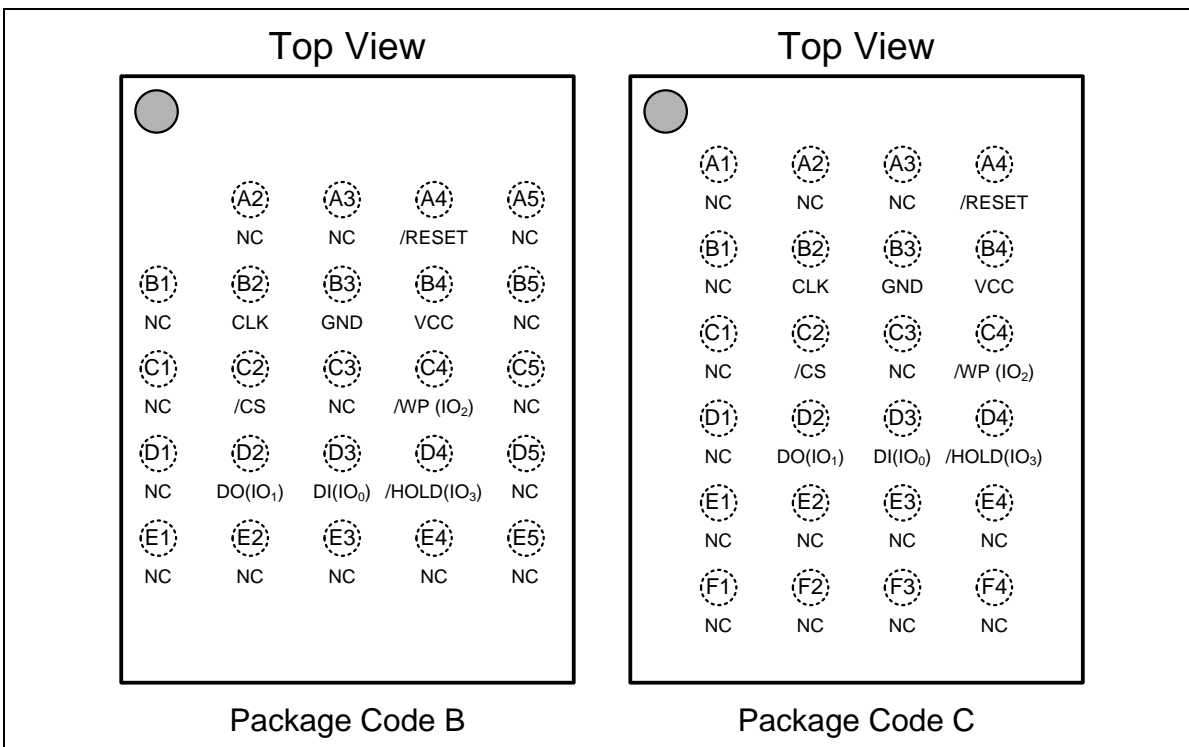 Top View
A2 A3 A4 A5
NC NC /RESET NC
B1 B2 B3 B4 B5
NC CLK GND VCC NC
C1 C2 C3 C4 C5
NC /CS NC /WP (IO₂) NC
D1 D2 D3 D4 D5
NC DO(IO₁) DI(IO₀) /HOLD(IO₃) NC
E1 E2 E3 E4 E5
NC NC NC NC NC
Package Code B
Top View
A1 A2 A3 A4
NC NC NC /RESET
B1 B2 B3 B4
NC CLK GND VCC
C1 C2 C3 C4
NC /CS NC /WP (IO₂)
D1 D2 D3 D4
NC DO(IO₁) DI(IO₀) /HOLD(IO₃)
E1 E2 E3 E4
NC NC NC NC
F1 F2 F3 F4
NC NC NC NC
Package Code C